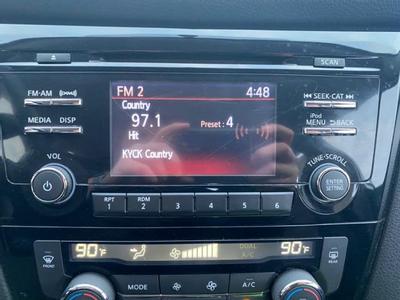 SCAN
FM 2 4:48
Country
97.1 Preset: 4
Hit
KYCK Country
FM-AM
MEDIA DISP
VOL
SEEK·CAT
iPod
MENU BACK
TUNE·SCROLL
ENTER
SETTING
RPT RDM
1 2 3 4 5 6
90°F DUAL 90°F
A/C
FRONT MODE A/C REAR